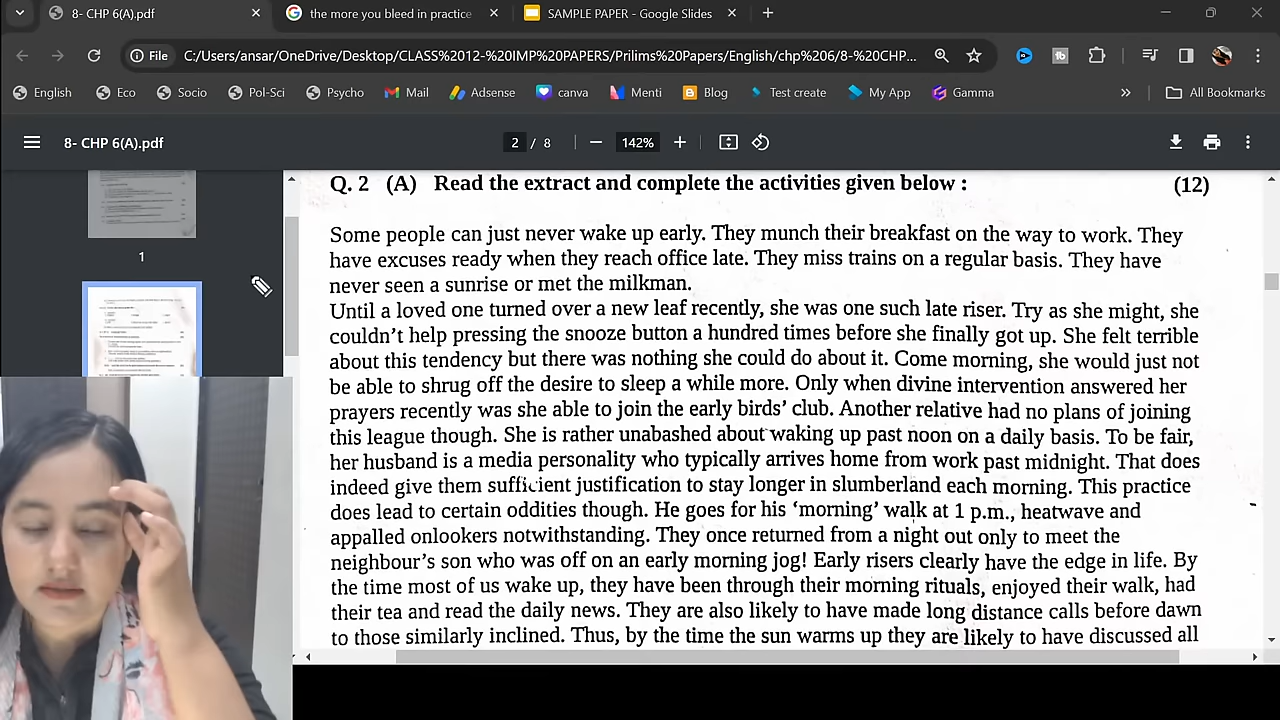 8- CHP 6(A).pdf
the more you bleed in practice
SAMPLE PAPER - Google Slides
File
C:/Users/ansar/OneDrive/Desktop/CLASS%2012-%20IMP%20PAPERS/Prilims%20Papers/English/chp%206/8-%20CHP...
English
Eco
Socio
Pol-Sci
Psycho
Mail
Adsense
canva
Menti
Blog
Test create
My App
Gamma
»
All Bookmarks
8- CHP 6(A).pdf
2 / 8
142%
1
Q. 2 (A) Read the extract and complete the activities given below : (12)
Some people can just never wake up early. They munch their breakfast on the way to work. They
have excuses ready when they reach office late. They miss trains on a regular basis. They have
never seen a sunrise or met the milkman.
Until a loved one turned over a new leaf recently, she was one such late riser. Try as she might, she
couldn't help pressing the snooze button a hundred times before she finally got up. She felt terrible
about this tendency but there was nothing she could do about it. Come morning, she would just not
be able to shrug off the desire to sleep a while more. Only when divine intervention answered her
prayers recently was she able to join the early birds' club. Another relative had no plans of joining
this league though. She is rather unabashed about waking up past noon on a daily basis. To be fair,
her husband is a media personality who typically arrives home from work past midnight. That does
indeed give them sufficient justification to stay longer in slumberland each morning. This practice
does lead to certain oddities though. He goes for his 'morning' walk at 1 p.m., heatwave and
appalled onlookers notwithstanding. They once returned from a night out only to meet the
neighbour's son who was off on an early morning jog! Early risers clearly have the edge in life. By
the time most of us wake up, they have been through their morning rituals, enjoyed their walk, had
their tea and read the daily news. They are also likely to have made long distance calls before dawn
to those similarly inclined. Thus, by the time the sun warms up they are likely to have discussed all